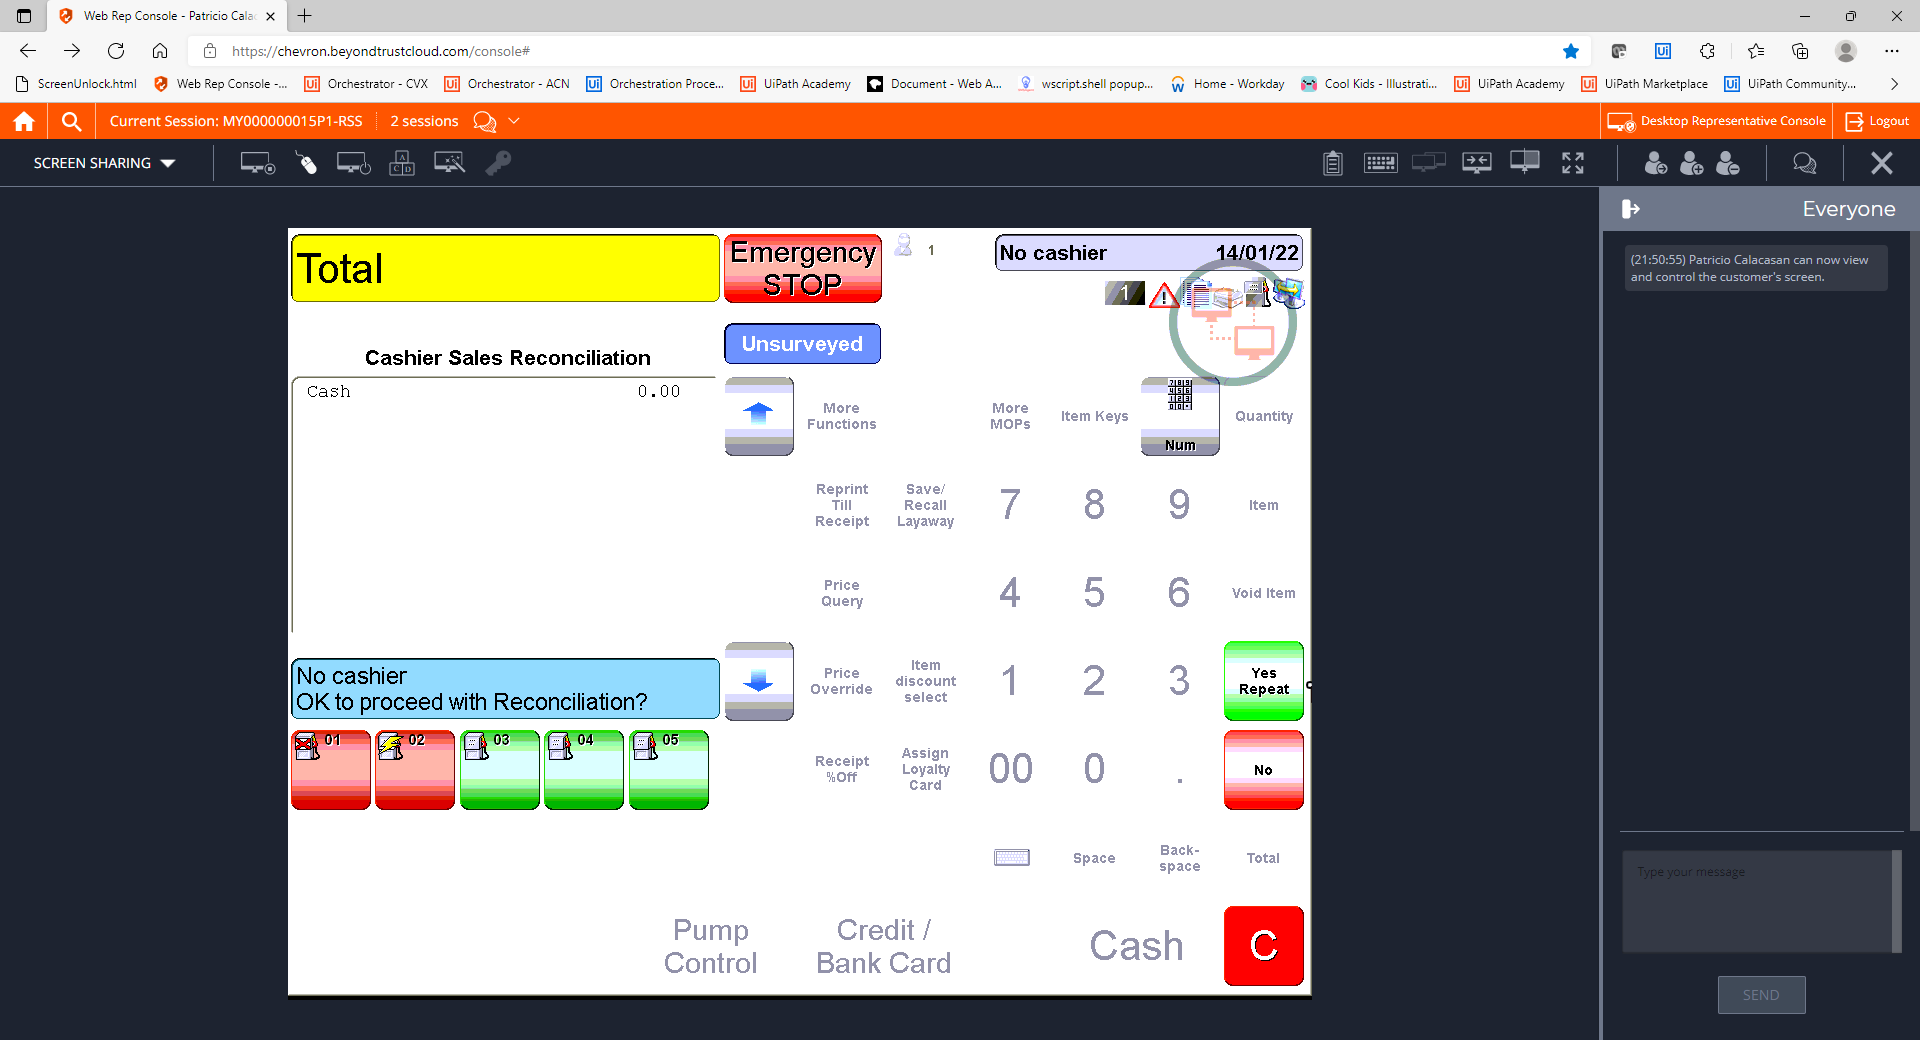 Web Rep Console - Patricio Cala
https://chevron.beyondtrustcloud.com/console#
ScreenUnlock.html
Web Rep Console -...
Orchestrator - CVX
Orchestrator - ACN
Orchestration Proce...
UiPath Academy
Document - Web A...
wscript.shell popup...
Home - Workday
Cool Kids - Illustrati...
UiPath Academy
UiPath Marketplace
UiPath Community...
Current Session: MY000000015P1-RSS
2 sessions
Desktop Representative Console
Logout
SCREEN SHARING
Everyone
(21:50:55) Patricio Calacasan can now view
and control the customer's screen.
Total
Emergency
STOP
1
No cashier 14/01/22
1
Unsurveyed
Cashier Sales Reconciliation
Cash 0.00
More
Functions
More
MOPs
Item Keys
Num
Quantity
Reprint
Till
Receipt
Save/
Recall
Layaway
7
8
9
Item
Price
Query
4
5
6
Void Item
No cashier
OK to proceed with Reconciliation?
Price
Override
Item
discount
select
1
2
3
Yes
Repeat
01
02
03
04
05
Receipt
%Off
Assign
Loyalty
Card
00
0
.
No
Space
Back-
space
Total
Pump
Control
Credit /
Bank Card
Cash
C
Type your message
SEND